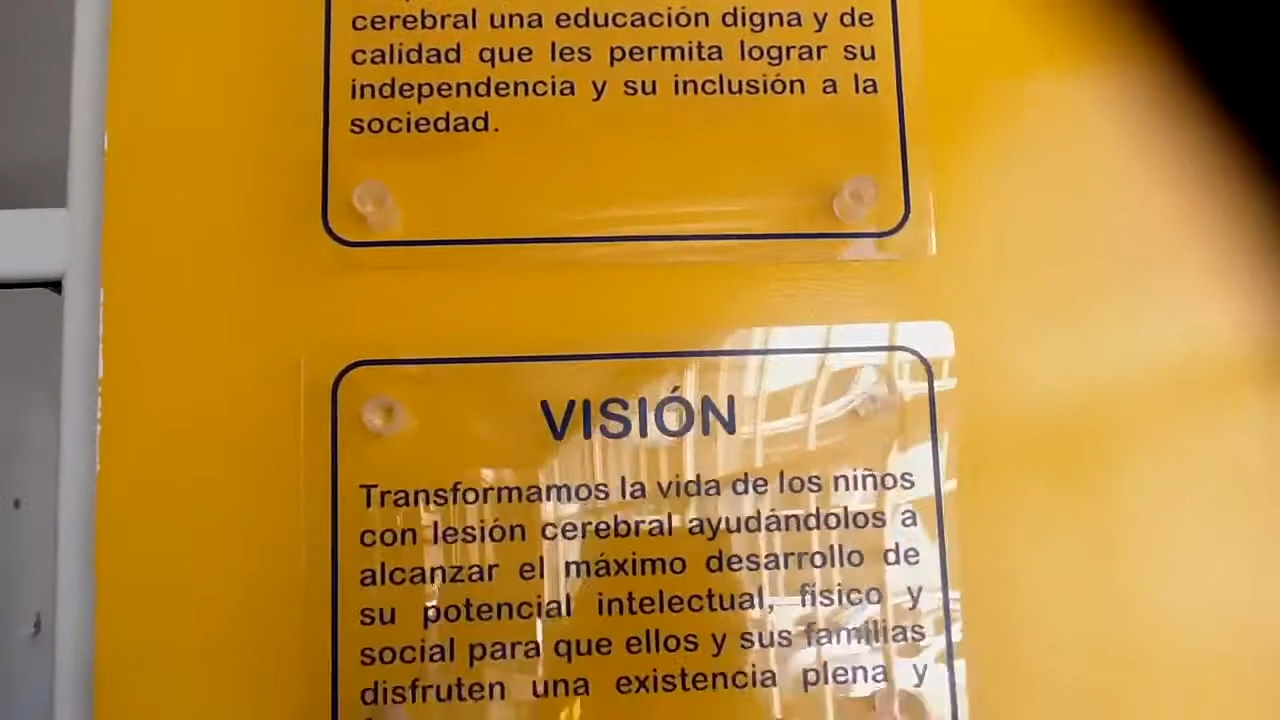 cerebral una educación digna y de
calidad que les permita lograr su
independencia y su inclusión a la
sociedad.
VISIÓN
Transformamos la vida de los niños
con lesión cerebral ayudándolos a
alcanzar el máximo desarrollo de
su potencial intelectual, físico y
social para que ellos y sus familias
disfruten una existencia plena y